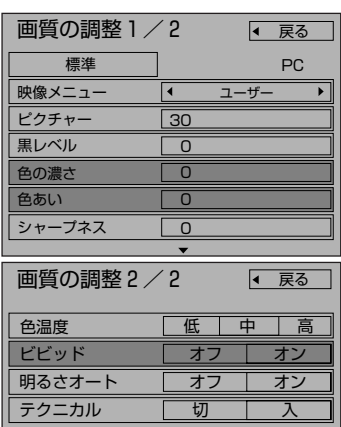 画質の調整1/2 戻る
標準 PC
映像メニュー ユーザー
ピクチャー 30
黒レベル 0
色の濃さ 0
色あい 0
シャープネス 0
画質の調整2/2 戻る
色温度 低 中 高
ビビッド オフ オン
明るさオート オフ オン
テクニカル 切 入